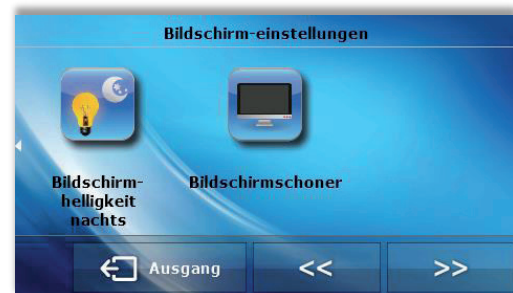 Bildschirm-einstellungen
Bildschirm-
helligkeit
nachts
Bildschirmschoner
Ausgang
<<
>>